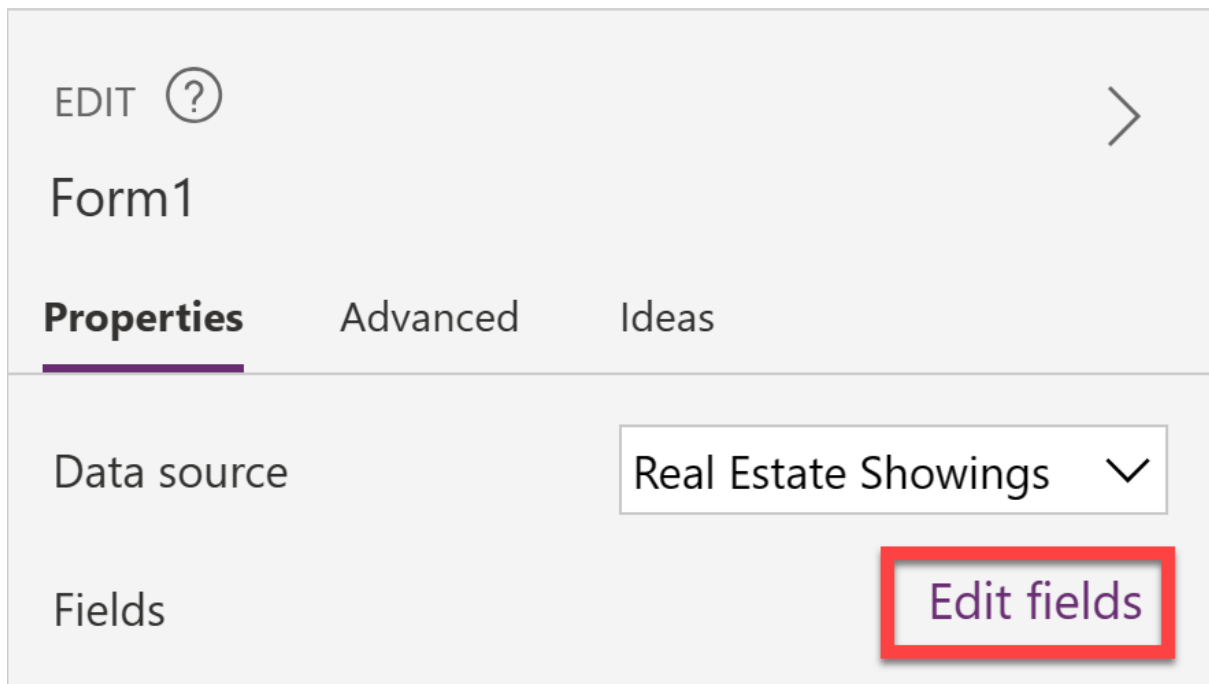 EDIT ?
Form1
Properties Advanced Ideas
Data source Real Estate Showings
Fields Edit fields